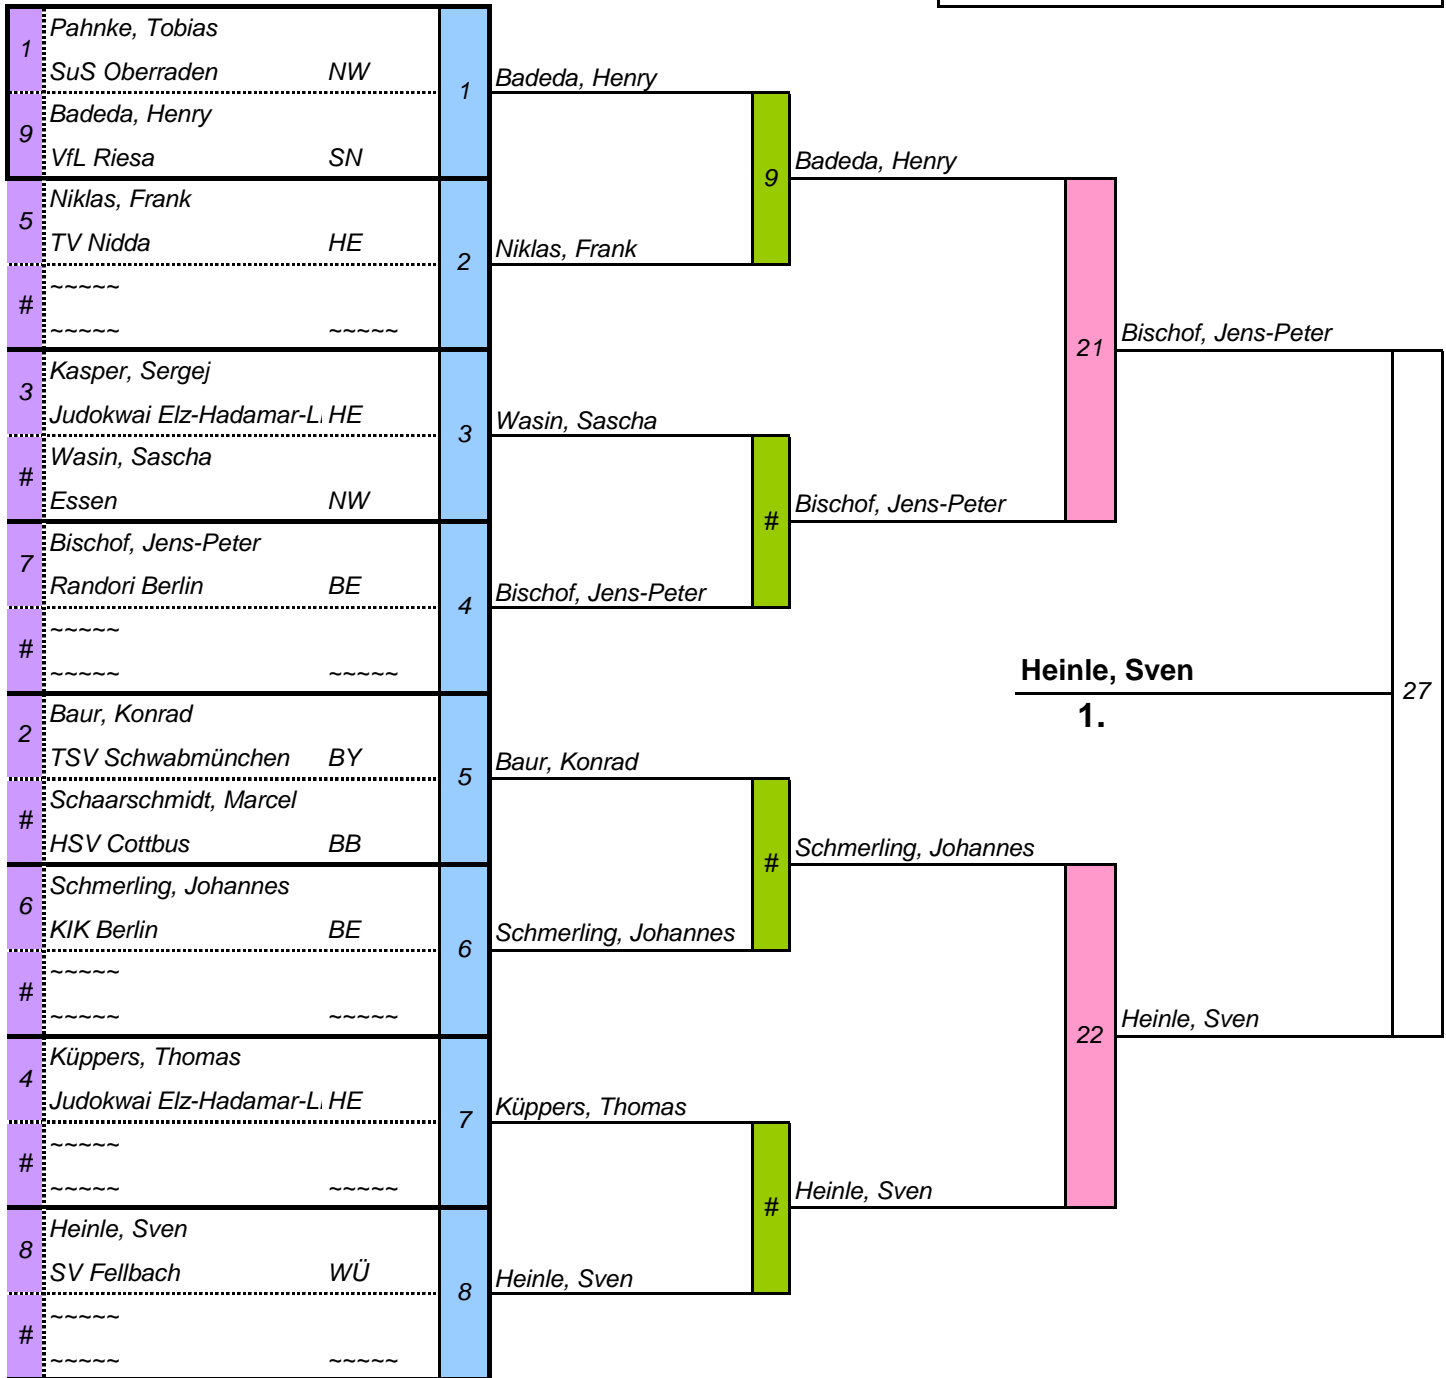 1
Pahnke, Tobias
SuS Oberraden NW
9
Badeda, Henry
VfL Riesa SN
1
5
Niklas, Frank
TV Nidda HE
#
~~~~~
~~~~~ ~~~~~
2
3
Kasper, Sergej
Judokwai Elz-Hadamar-L. HE
#
Wasin, Sascha
Essen NW
3
7
Bischof, Jens-Peter
Randori Berlin BE
#
~~~~~
~~~~~ ~~~~~
4
2
Baur, Konrad
TSV Schwabmünchen BY
#
Schaarschmidt, Marcel
HSV Cottbus BB
5
6
Schmerling, Johannes
KIK Berlin BE
#
~~~~~
~~~~~ ~~~~~
6
4
Küppers, Thomas
Judokwai Elz-Hadamar-L. HE
#
~~~~~
~~~~~ ~~~~~
7
8
Heinle, Sven
SV Fellbach WÜ
#
~~~~~
~~~~~ ~~~~~
8
Badeda, Henry
9
Niklas, Frank
Wasin, Sascha
#
Bischof, Jens-Peter
Baur, Konrad
#
Schmerling, Johannes
Küppers, Thomas
#
Heinle, Sven
Badeda, Henry
21
Bischof, Jens-Peter
Schmerling, Johannes
22
Heinle, Sven
Bischof, Jens-Peter
27
Heinle, Sven
Heinle, Sven
1.